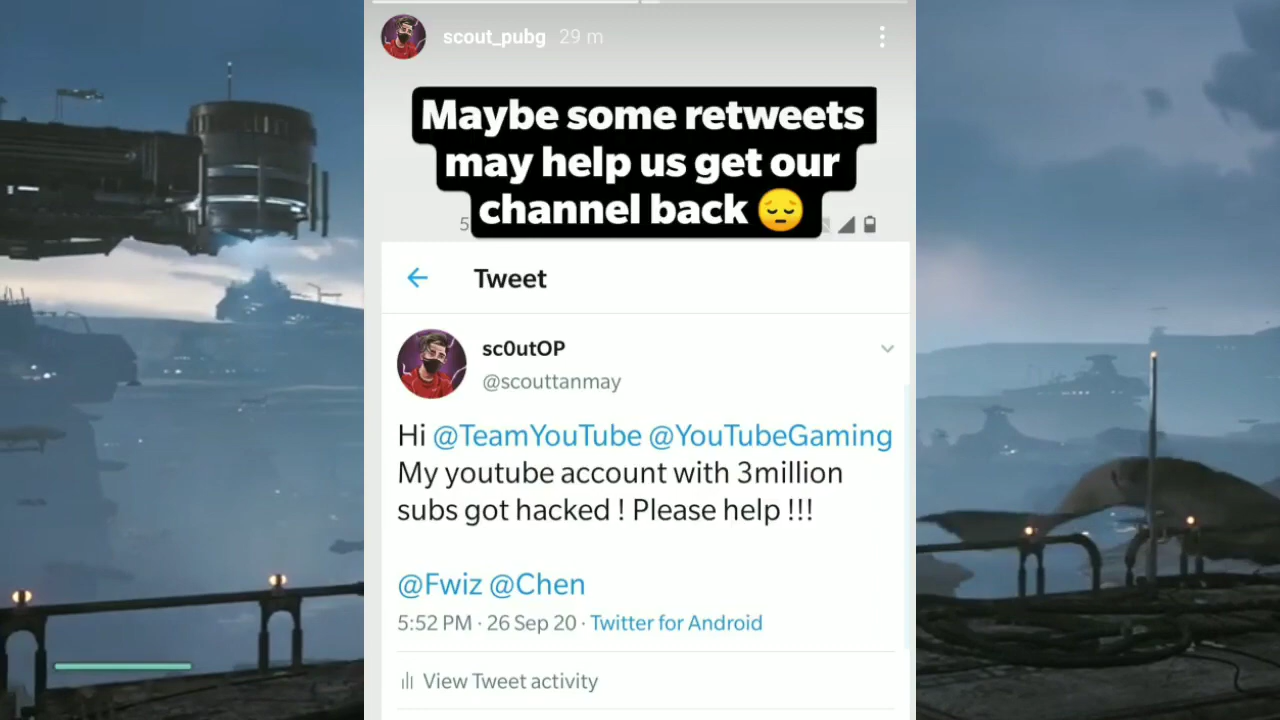 scout_pubg 29 m
Maybe some retweets
may help us get our
channel back 😔
5
Tweet
sc0utOP
@scouttanmay
Hi @TeamYouTube @YouTubeGaming
My youtube account with 3million
subs got hacked ! Please help !!!
@Fwiz @Chen
5:52 PM · 26 Sep 20 · Twitter for Android
View Tweet activity